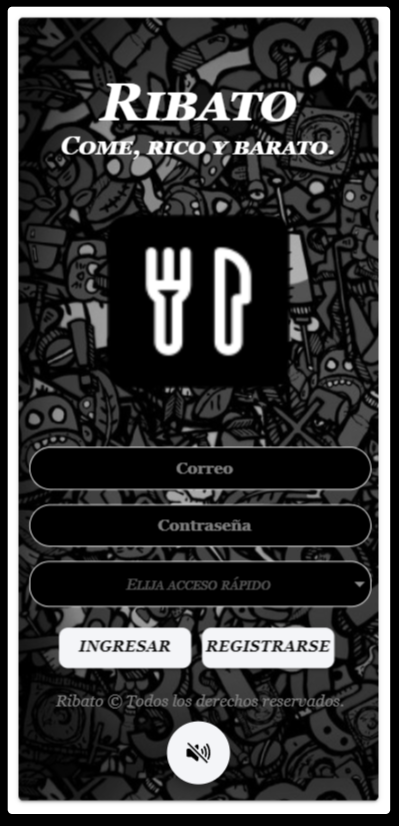 RIBATO
COME, RICO Y BARATO.
Correo
Contraseña
ELIJA ACCESO RÁPIDO
INGRESAR
REGISTRARSE
Ribato © Todos los derechos reservados.